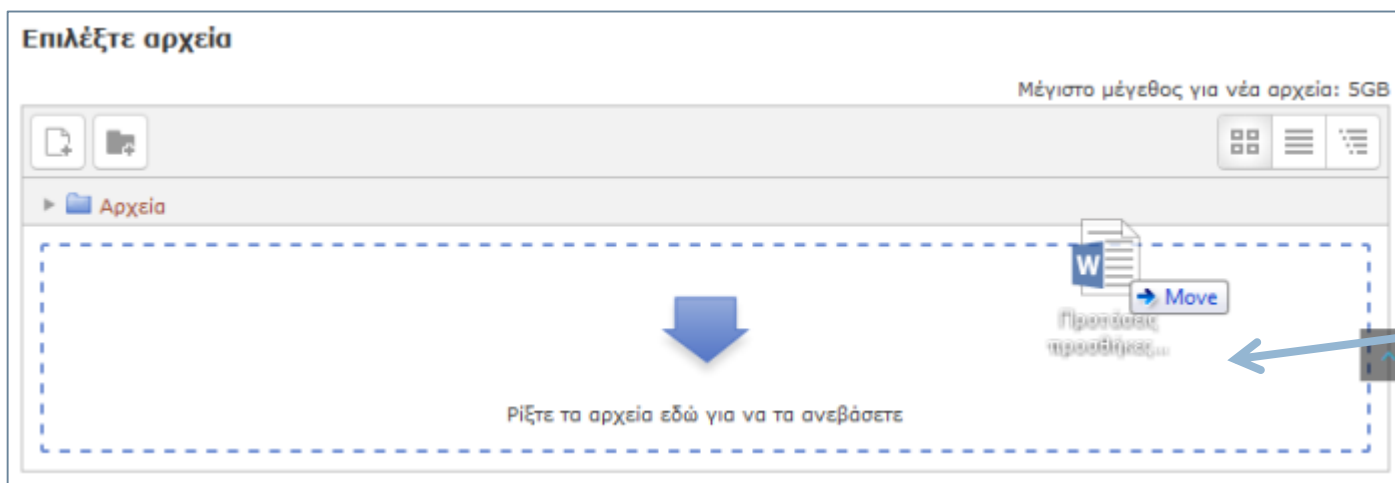 Επιλέξτε αρχεία
Μέγιστο μέγεθος για νέα αρχεία: 5GB
Αρχεία
W
Move
Προτάσεις
προσθήκες...
Ρίξτε τα αρχεία εδώ για να τα ανεβάσετε